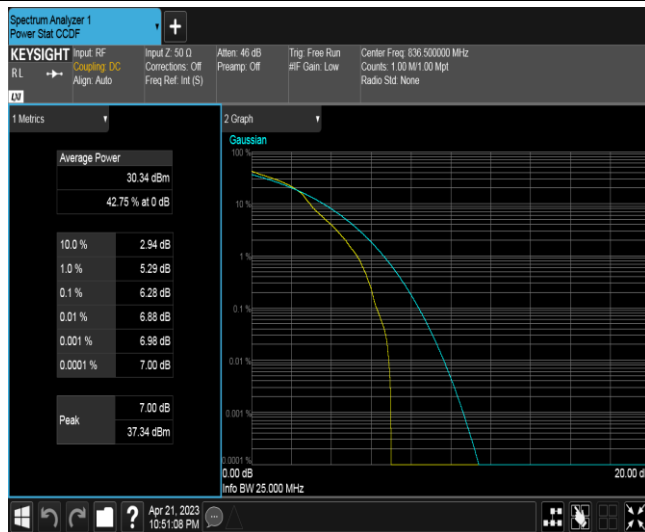 Spectrum Analyzer 1
Power Stat CCDF
+
KEYSIGHT
RL
LXI
Input: RF
Coupling: DC
Align: Auto
Input Z: 50 Ω
Corrections: Off
Freq Ref: Int (S)
Atten: 46 dB
Preamp: Off
Trig: Free Run
#IF Gain: Low
Center Freq: 836.500000 MHz
Counts: 1.00 M/1.00 Mpt
Radio Std: None
1 Metrics
Average Power
30.34 dBm
42.75 % at 0 dB
10.0 % 2.94 dB
1.0 % 5.29 dB
0.1 % 6.28 dB
0.01 % 6.88 dB
0.001 % 6.98 dB
0.0001 % 7.00 dB
Peak
7.00 dB
37.34 dBm
2 Graph
Gaussian
100 %
10 %
1 %
0.1 %
0.01 %
0.001 %
0.0001 %
0.00 dB
20.00 d
Info BW 25.000 MHz
?
Apr 21, 2023
10:51:08 PM